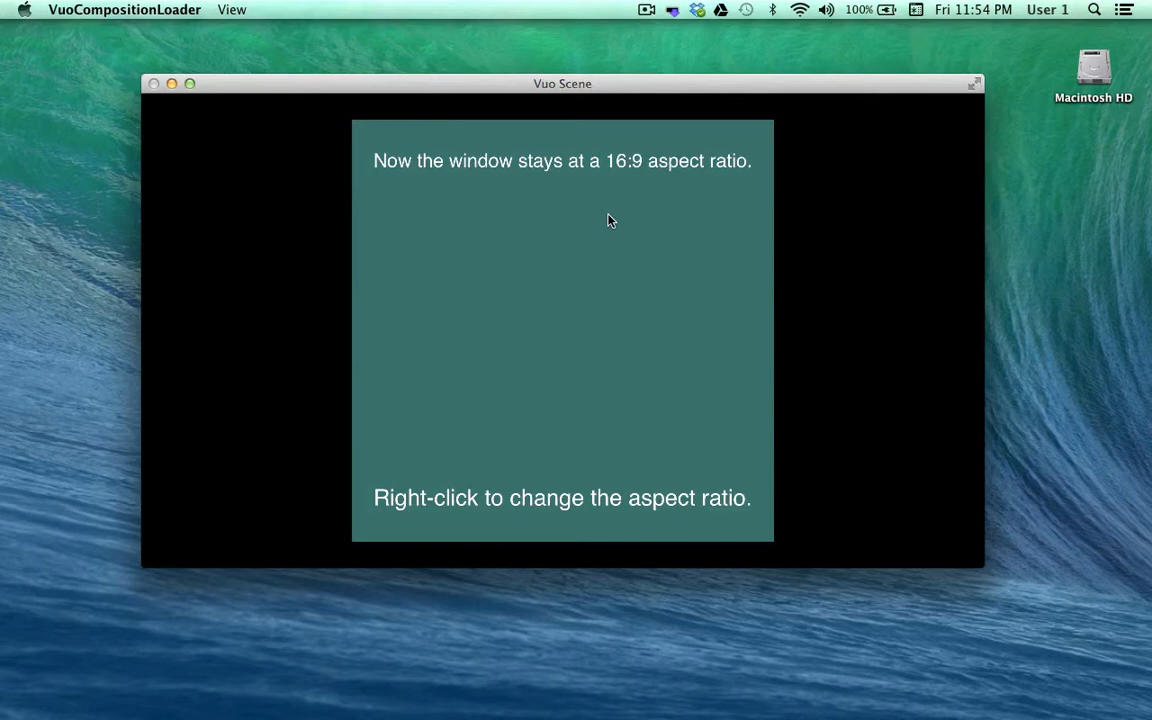 VuoCompositionLoader View 100% Fri 11:54 PM User 1
Macintosh HD
Vuo Scene
Now the window stays at a 16:9 aspect ratio.
Right-click to change the aspect ratio.